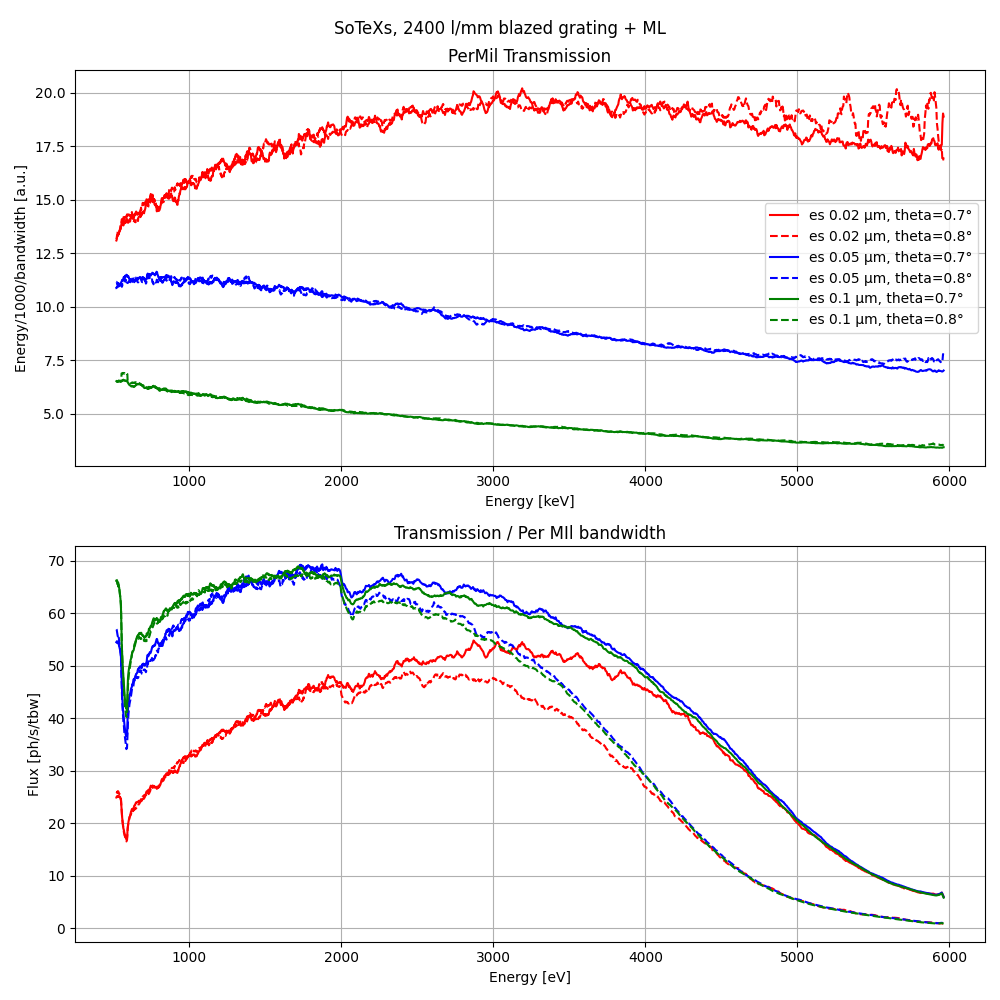 SoTeXs, 2400 l/mm blazed grating + ML
PerMil Transmission
Energy/1000/bandwidth [a.u.]
20.0
17.5
15.0
12.5
10.0
7.5
5.0
es 0.02 µm, theta=0.7°
es 0.02 µm, theta=0.8°
es 0.05 µm, theta=0.7°
es 0.05 µm, theta=0.8°
es 0.1 µm, theta=0.7°
es 0.1 µm, theta=0.8°
1000 2000 3000 4000 5000 6000
Energy [keV]
Transmission / Per MIl bandwidth
Flux [ph/s/tbw]
70
60
50
40
30
20
10
0
1000 2000 3000 4000 5000 6000
Energy [eV]